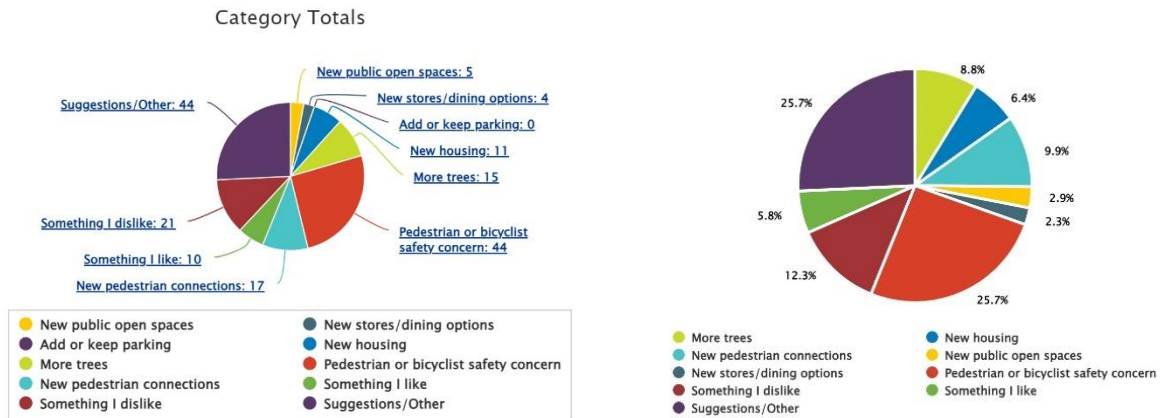 Category Totals
New public open spaces: 5
Suggestions/Other: 44
New stores/dining options: 4
Add or keep parking: 0
New housing: 11
More trees: 15
Something I dislike: 21
Pedestrian or bicyclist
safety concern: 44
Something I like: 10
New pedestrian connections: 17
New public open spaces
New stores/dining options
Add or keep parking
New housing
More trees
Pedestrian or bicyclist safety concern
New pedestrian connections
Something I like
Something I dislike
Suggestions/Other
8.8%
25.7%
6.4%
9.9%
2.9%
5.8%
2.3%
12.3%
25.7%
More trees
New housing
New pedestrian connections
New public open spaces
New stores/dining options
Pedestrian or bicyclist safety concern
Something I dislike
Something I like
Suggestions/Other